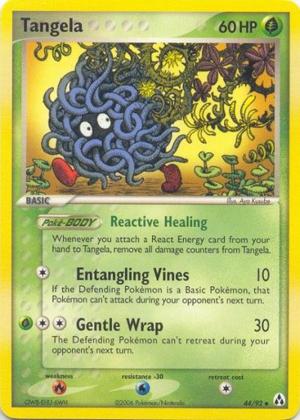 Tangela
60 HP
BASIC
Illus. Aya Kusube
Poké-BODY Reactive Healing
Whenever you attach a React Energy card from your
hand to Tangela, remove all damage counters from Tangela.
Entangling Vines 10
If the Defending Pokémon is a Basic Pokémon, that
Pokémon can't attack during your opponent's next turn.
Gentle Wrap 30
The Defending Pokémon can't retreat during your
opponent's next turn.
weakness resistance -30 retreat cost
©2006 Pokémon/Nintendo
44/92